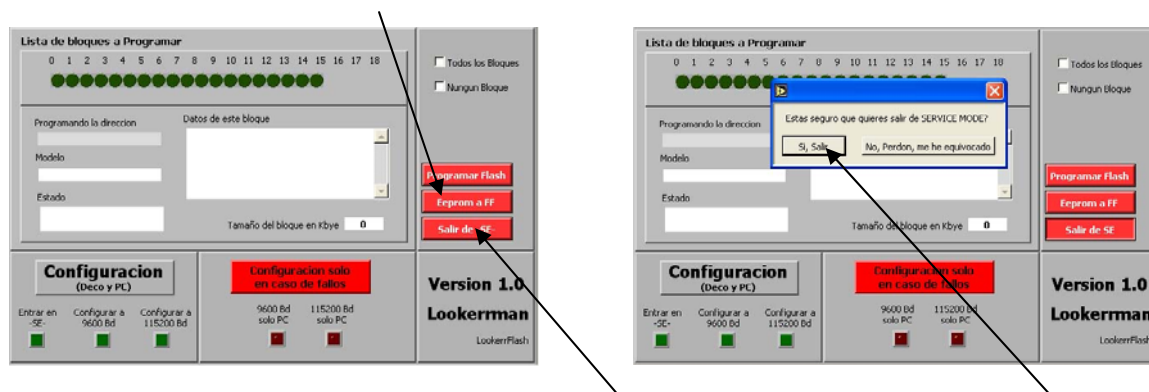 Lista de bloques a Programar
0 1 2 3 4 5 6 7 8 9 10 11 12 13 14 15 16 17 18
Todos los Bloques
Nungun Bloque
Programando la direccion
Datos de este bloque
Modelo
Estado
Tamaño del bloque en Kbye 0
Programar Flash
Eeprom a FF
Salir de -SE-
Configuracion
(Deco y PC)
Entrar en
-SE-
Configurar a
9600 Bd
Configurar a
115200 Bd
Configuracion solo
en caso de fallos
9600 Bd
solo PC
115200 Bd
solo PC
Version 1.0
Lookerrman
LookerrFlash
Lista de bloques a Programar
0 1 2 3 4 5 6 7 8 9 10 11 12 13 14 15 16 17 18
Todos los Bloques
Nungun Bloque
Estas seguro que quieres salir de SERVICE MODE?
Si, Salir
No, Perdon, me he equivocado
Programando la direccion
Modelo
Estado
Tamaño del bloque en Kbye 0
Programar Flash
Eeprom a FF
Salir de SE
Configuracion
(Deco y PC)
Entrar en
-SE-
Configurar a
9600 Bd
Configurar a
115200 Bd
Configuracion solo
en caso de fallos
9600 Bd
solo PC
115200 Bd
solo PC
Version 1.0
Lookerrman
LookerrFlash